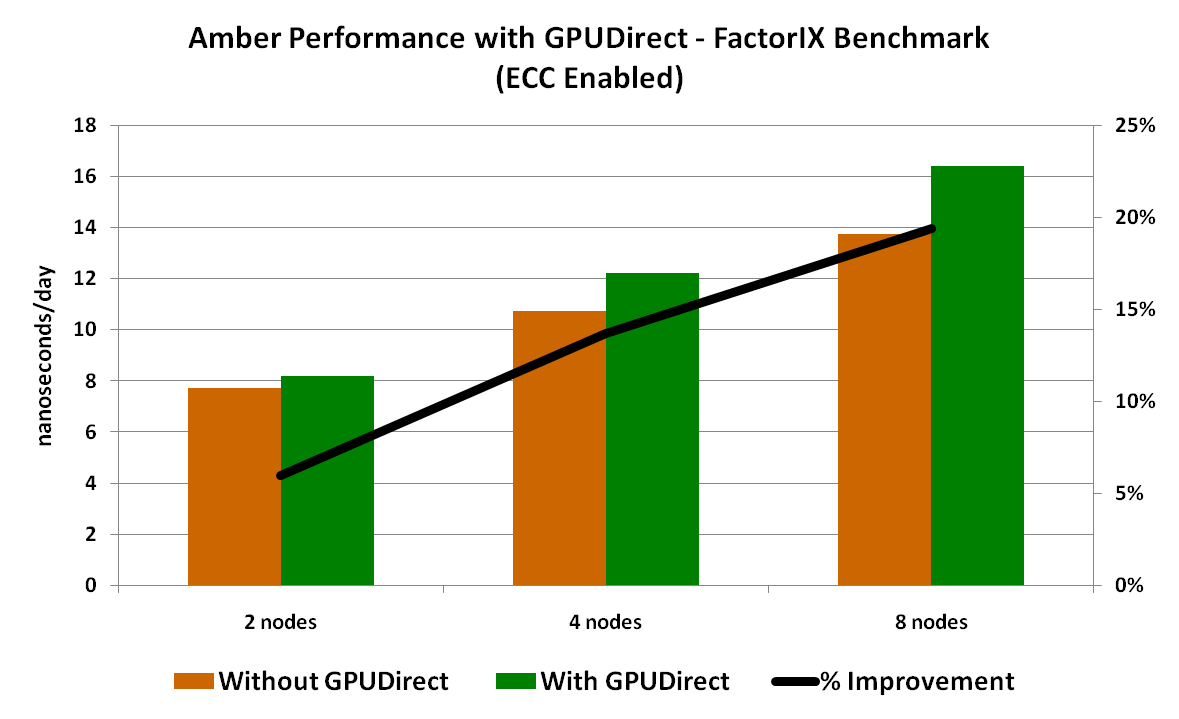 Amber Performance with GPUDirect - FactorIX Benchmark
(ECC Enabled)
nanoseconds/day
18
16
14
12
10
8
6
4
2
0
25%
20%
15%
10%
5%
0%
2 nodes
4 nodes
8 nodes
Without GPUDirect
With GPUDirect
% Improvement